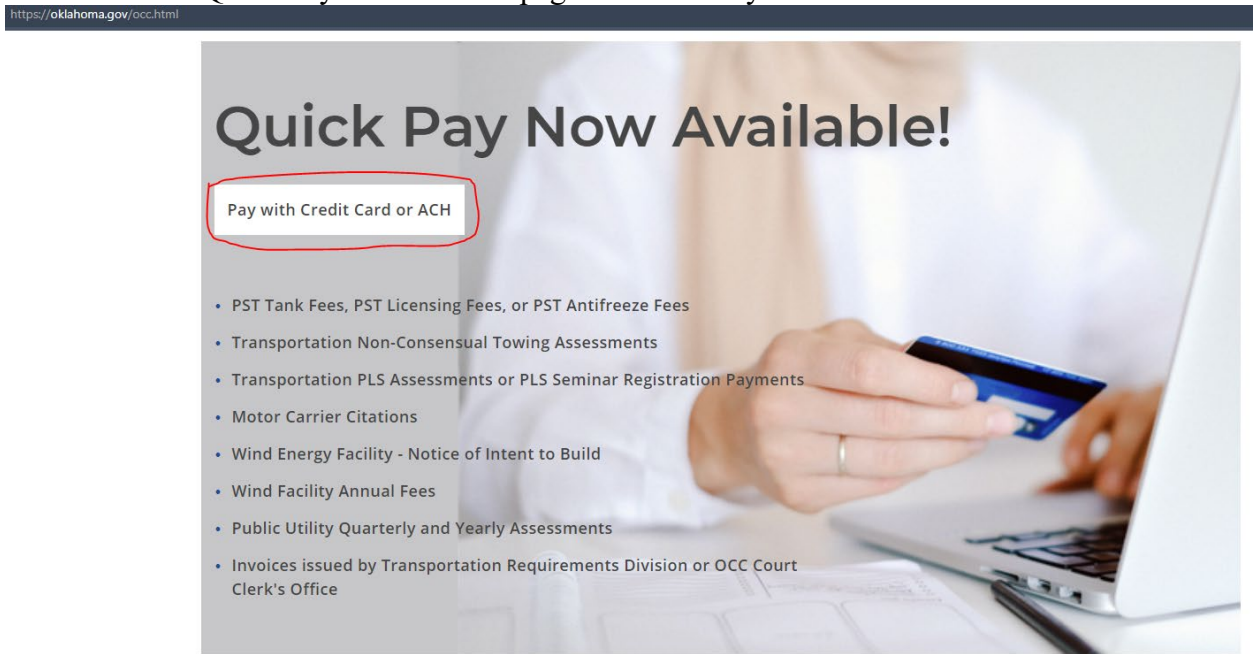 https://oklahoma.gov/occ.html
Quick Pay Now Available!
Pay with Credit Card or ACH
• PST Tank Fees, PST Licensing Fees, or PST Antifreeze Fees
• Transportation Non-Consensual Towing Assessments
• Transportation PLS Assessments or PLS Seminar Registration Payments
• Motor Carrier Citations
• Wind Energy Facility - Notice of Intent to Build
• Wind Facility Annual Fees
• Public Utility Quarterly and Yearly Assessments
• Invoices issued by Transportation Requirements Division or OCC Court
Clerk's Office